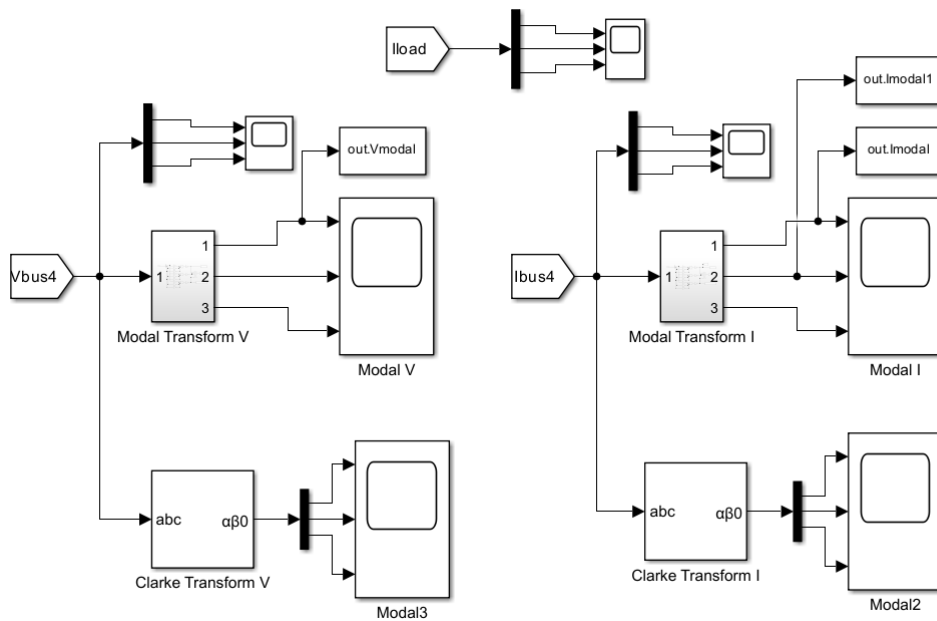 Iload
out.Imodal1
out.Vmodal
out.Imodal
Vbus4
1
1
2
3
Modal Transform V
Modal V
Ibus4
1
1
2
3
Modal Transform I
Modal I
abc
αβ0
Clarke Transform V
Modal3
abc
αβ0
Clarke Transform I
Modal2